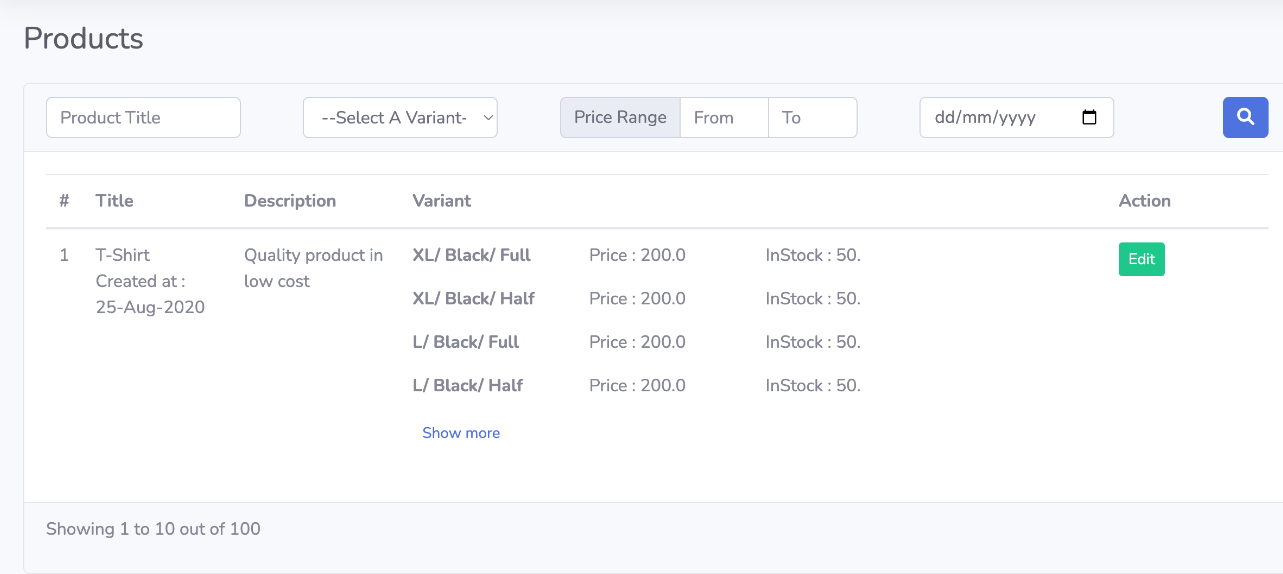 Products
Product Title
--Select A Variant-
Price Range From To
dd/mm/yyyy
# Title Description Variant Action
1 T-Shirt Quality product in XL/ Black/ Full Price : 200.0 InStock : 50. Edit
Created at : low cost
25-Aug-2020
XL/ Black/ Half Price : 200.0 InStock : 50.
L/ Black/ Full Price : 200.0 InStock : 50.
L/ Black/ Half Price : 200.0 InStock : 50.
Show more
Showing 1 to 10 out of 100